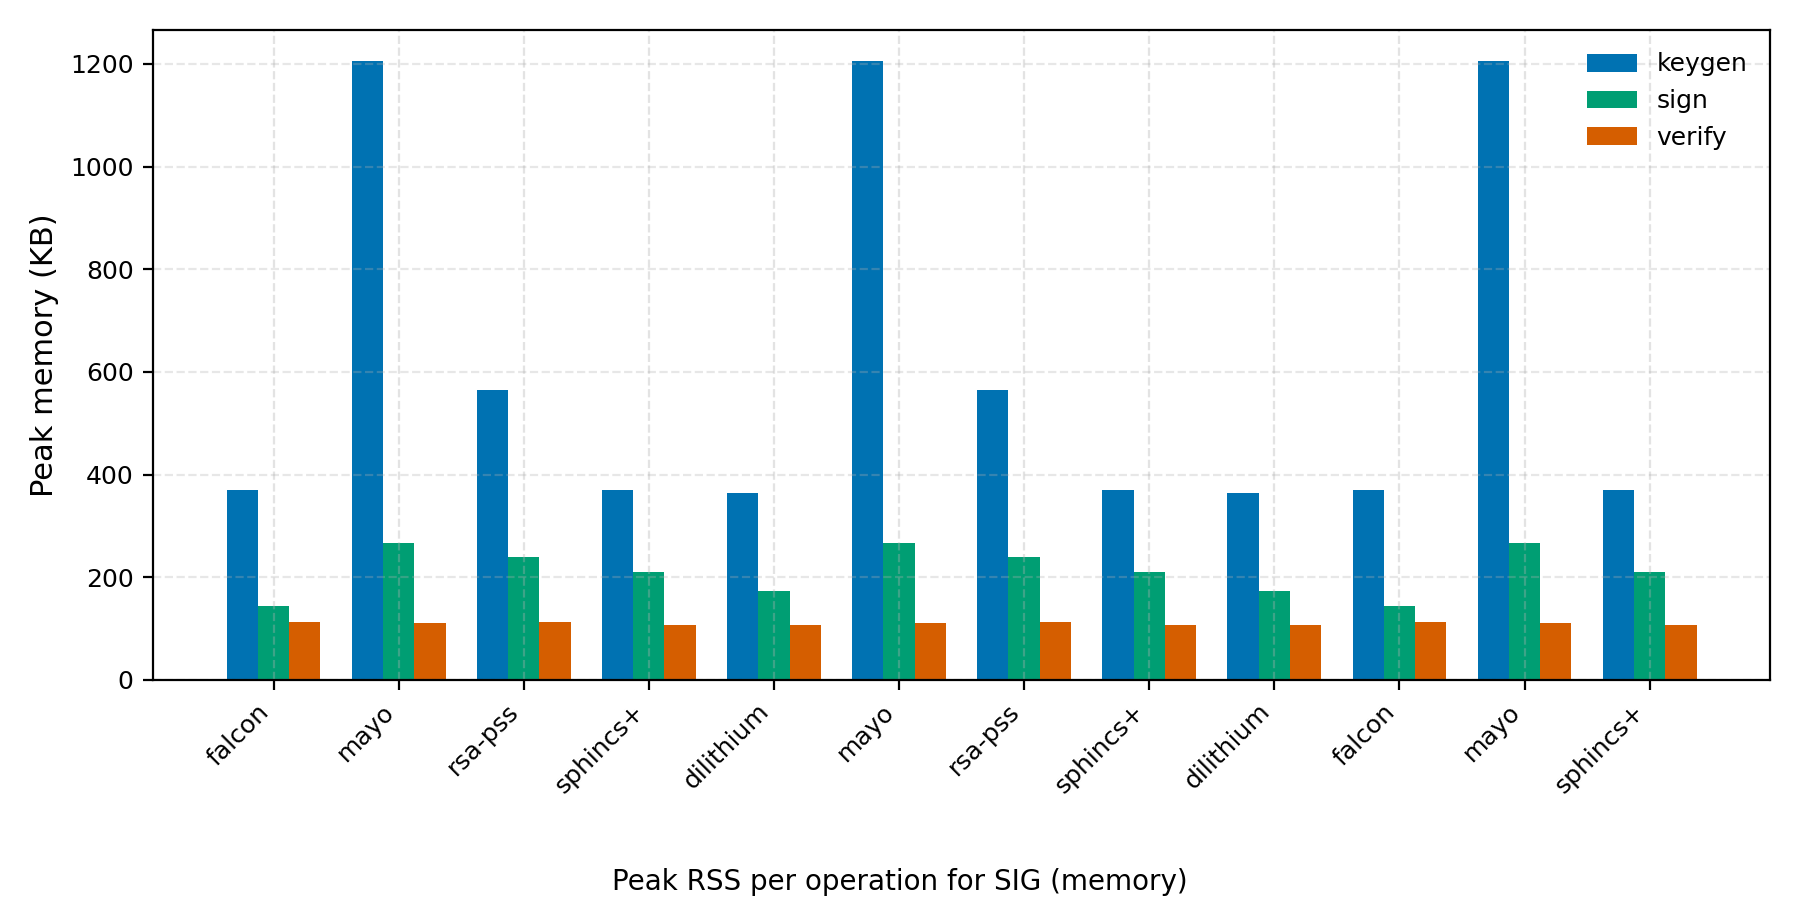 1200
1000
800
600
400
200
0
Peak memory (KB)
keygen
sign
verify
falcon
mayo
rsa-pss
sphincs+
dilithium
mayo
rsa-pss
sphincs+
dilithium
falcon
mayo
sphincs+
Peak RSS per operation for SIG (memory)